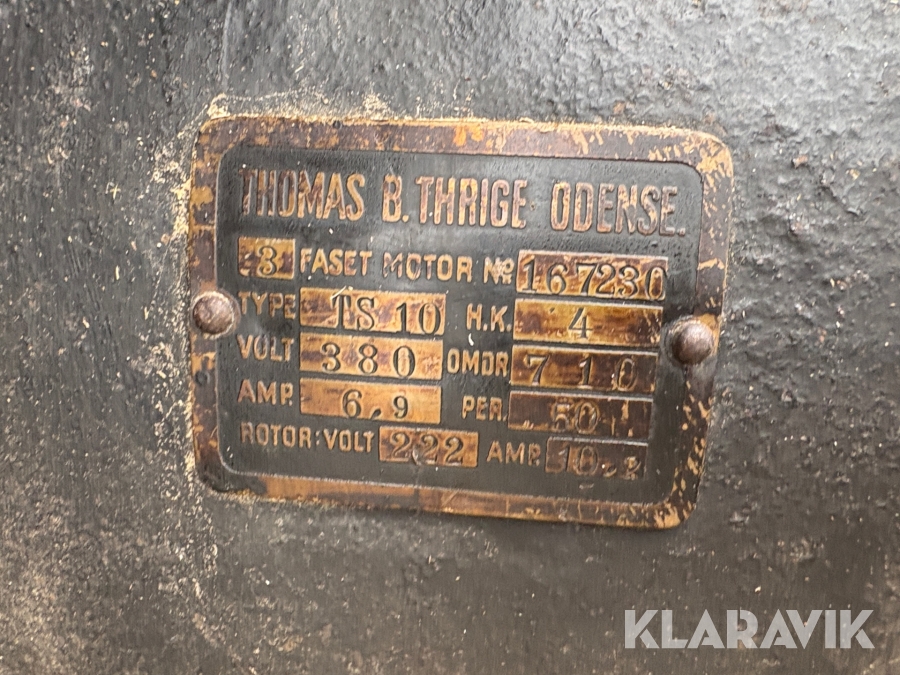 THOMAS B. THRIGE ODENSE.
3 FASET MOTOR No. 167230
TYPE TS 10 H.K. 4
VOLT 380 OMDR 710
AMP. 6,9 PER. 50
ROTOR: VOLT 222 AMP.
KLARAVIK